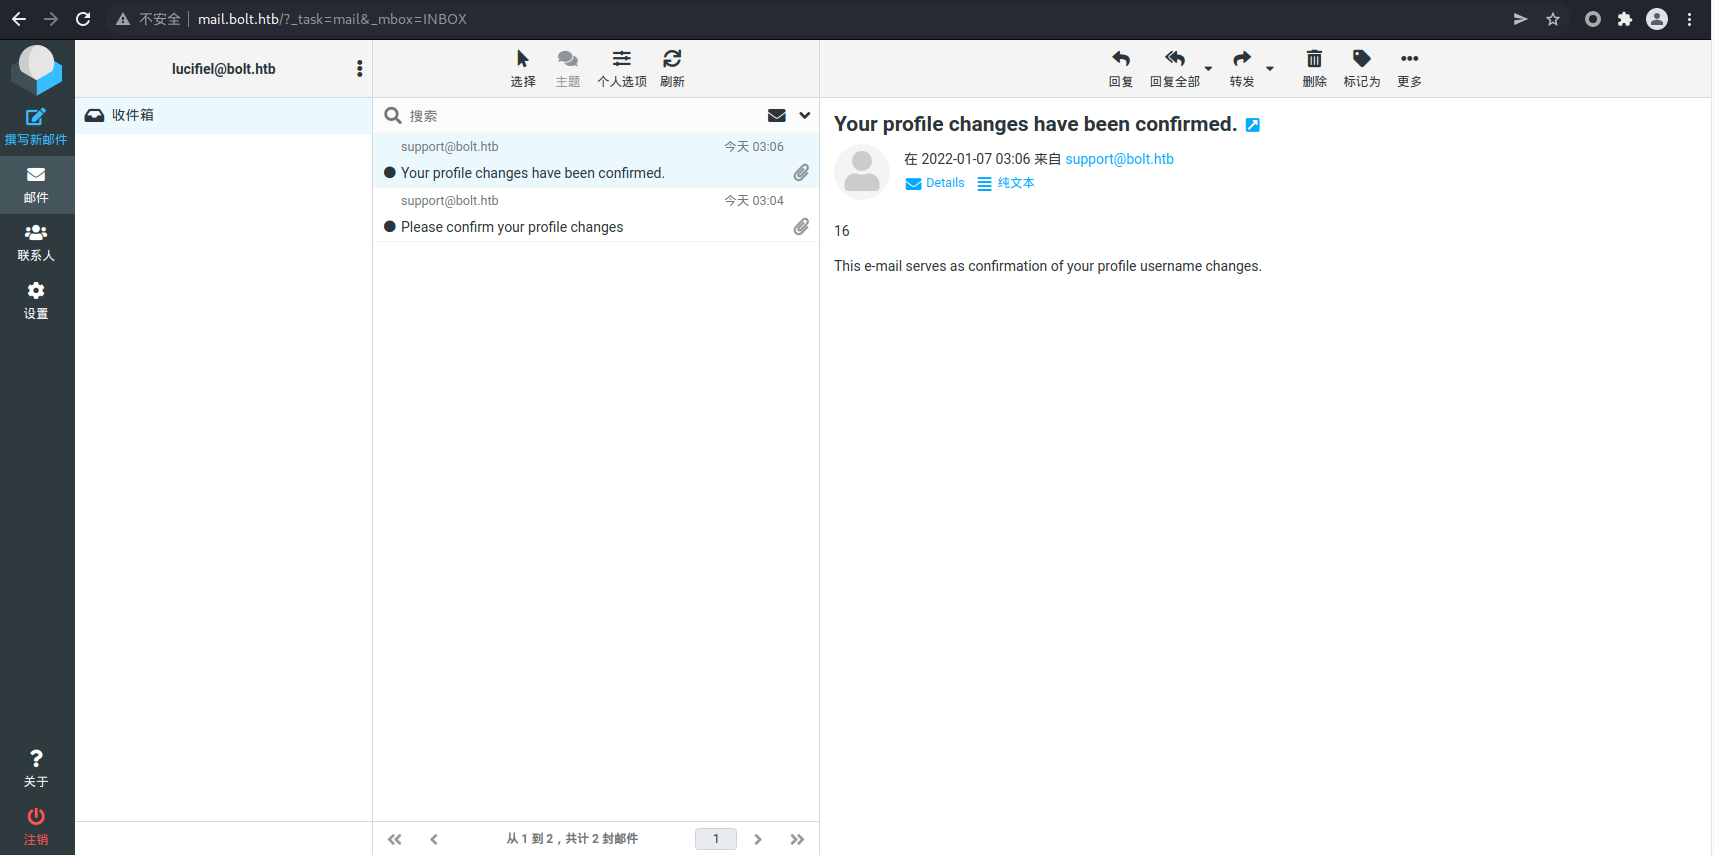 不安全 mail.bolt.htb/?_task=mail&_mbox=INBOX
撰写新邮件
邮件
联系人
设置
?
关于
注销
lucifiel@bolt.htb
收件箱
选择 主题 个人选项 刷新
搜索
support@bolt.htb 今天 03:06
Your profile changes have been confirmed.
support@bolt.htb 今天 03:04
Please confirm your profile changes
从 1 到 2，共计 2 封邮件 1
回复 回复全部 转发 删除 标记为 更多
Your profile changes have been confirmed.
在 2022-01-07 03:06 来自 support@bolt.htb
Details 纯文本
16
This e-mail serves as confirmation of your profile username changes.